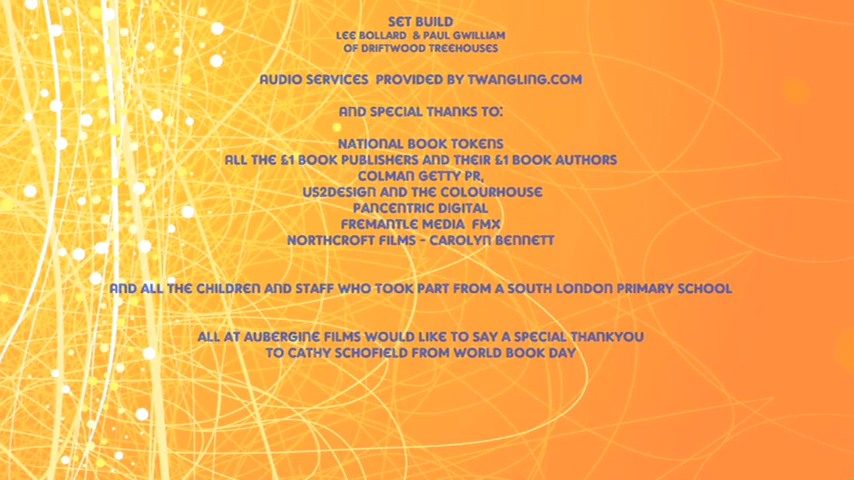 SET BUILD
LEE BOLLARD & PAUL GWILLIAM
OF DRIFTWOOD TREEHOUSES
AUDIO SERVICES PROVIDED BY TWANGLING.COM
AND SPECIAL THANKS TO:
NATIONAL BOOK TOKENS
ALL THE £1 BOOK PUBLISHERS AND THEIR £1 BOOK AUTHORS
COLMAN GETTY PR,
US2DESIGN AND THE COLOURHOUSE
PANCENTRIC DIGITAL
FREMANTLE MEDIA FMX
NORTHCROFT FILMS - CAROLYN BENNETT
AND ALL THE CHILDREN AND STAFF WHO TOOK PART FROM A SOUTH LONDON PRIMARY SCHOOL
ALL AT AUBERGINE FILMS WOULD LIKE TO SAY A SPECIAL THANKYOU
TO CATHY SCHOFIELD FROM WORLD BOOK DAY